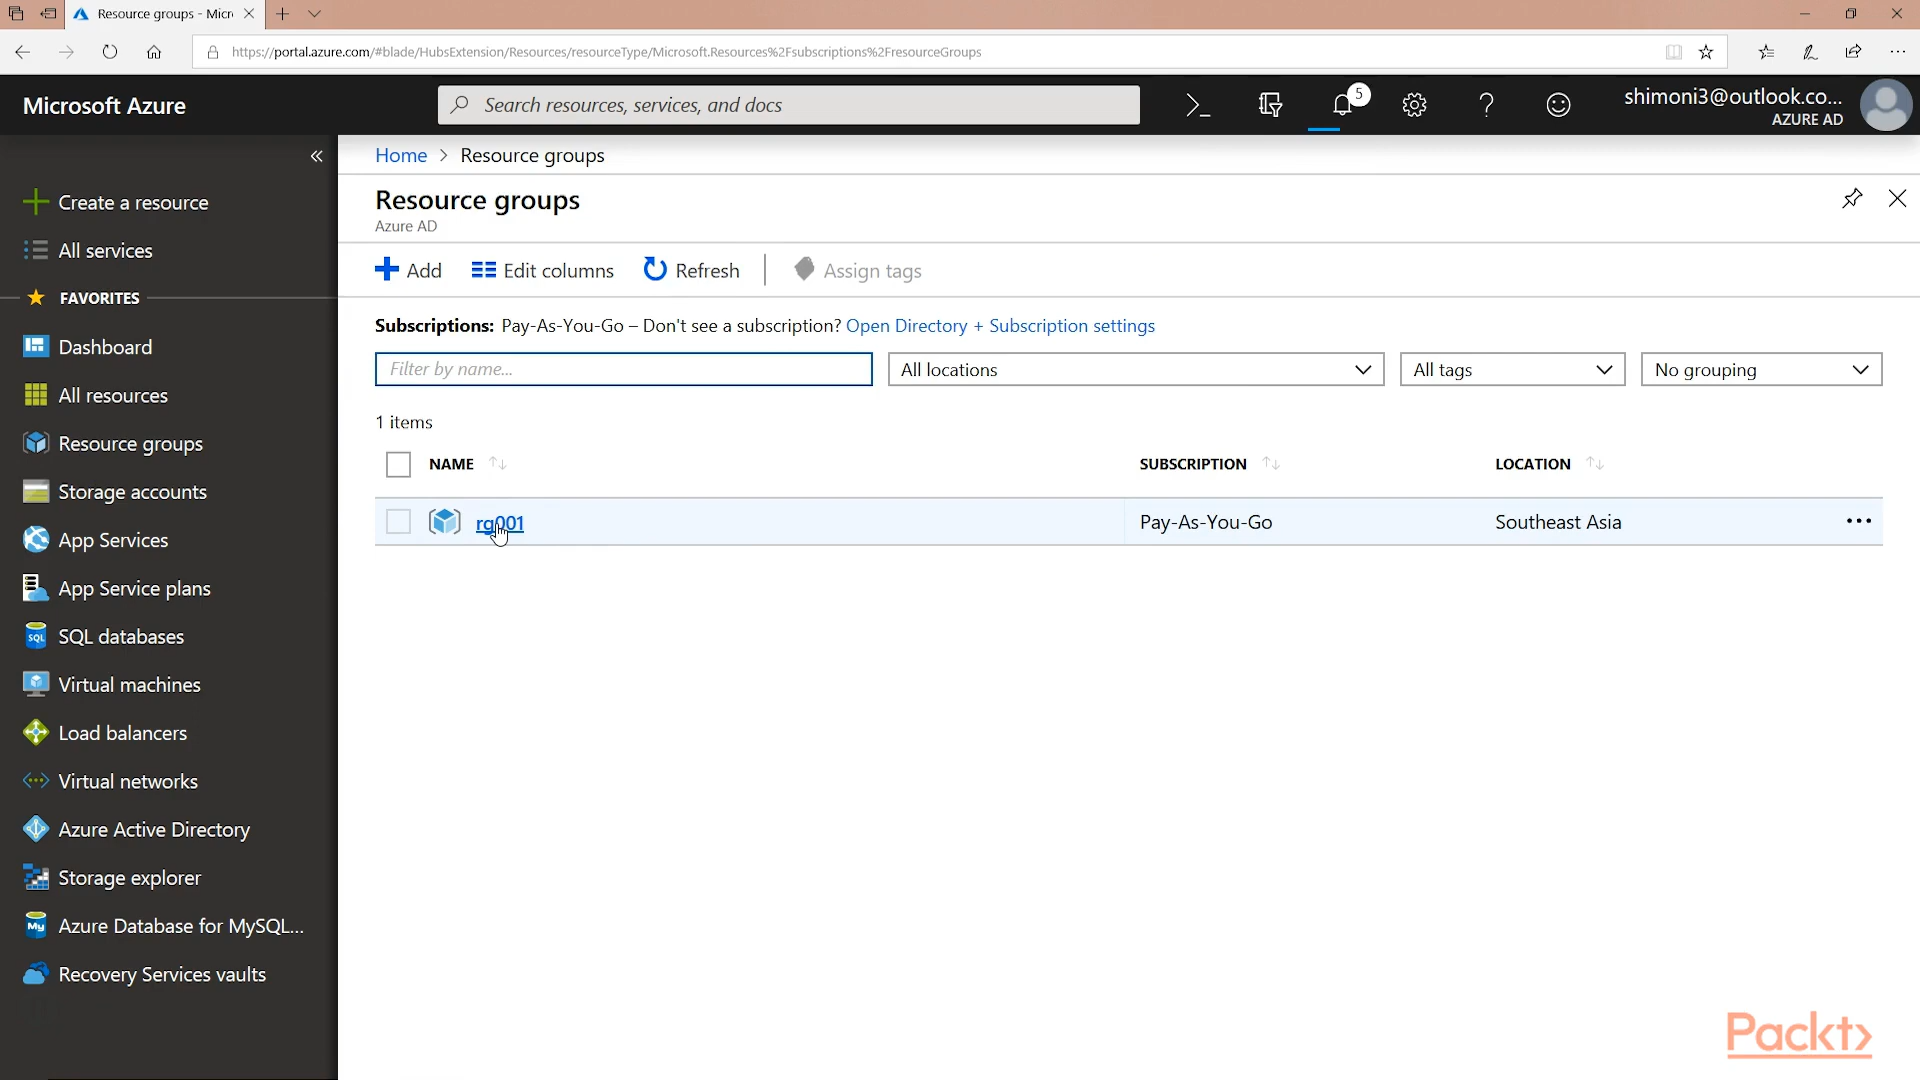 Resource groups - Micr
https://portal.azure.com/#blade/HubsExtension/Resources/resourceType/Microsoft.Resources%2Fsubscriptions%2FresourceGroups
Microsoft Azure
Search resources, services, and docs
5
shimoni3@outlook.co...
AZURE AD
Home > Resource groups
Create a resource
All services
FAVORITES
Dashboard
All resources
Resource groups
Storage accounts
App Services
App Service plans
SQL databases
Virtual machines
Load balancers
Virtual networks
Azure Active Directory
Storage explorer
Azure Database for MySQL...
Recovery Services vaults
Resource groups
Azure AD
Add Edit columns Refresh Assign tags
Subscriptions: Pay-As-You-Go – Don't see a subscription? Open Directory + Subscription settings
Filter by name... All locations All tags No grouping
1 items
NAME SUBSCRIPTION LOCATION
rg001 Pay-As-You-Go Southeast Asia
Packt>